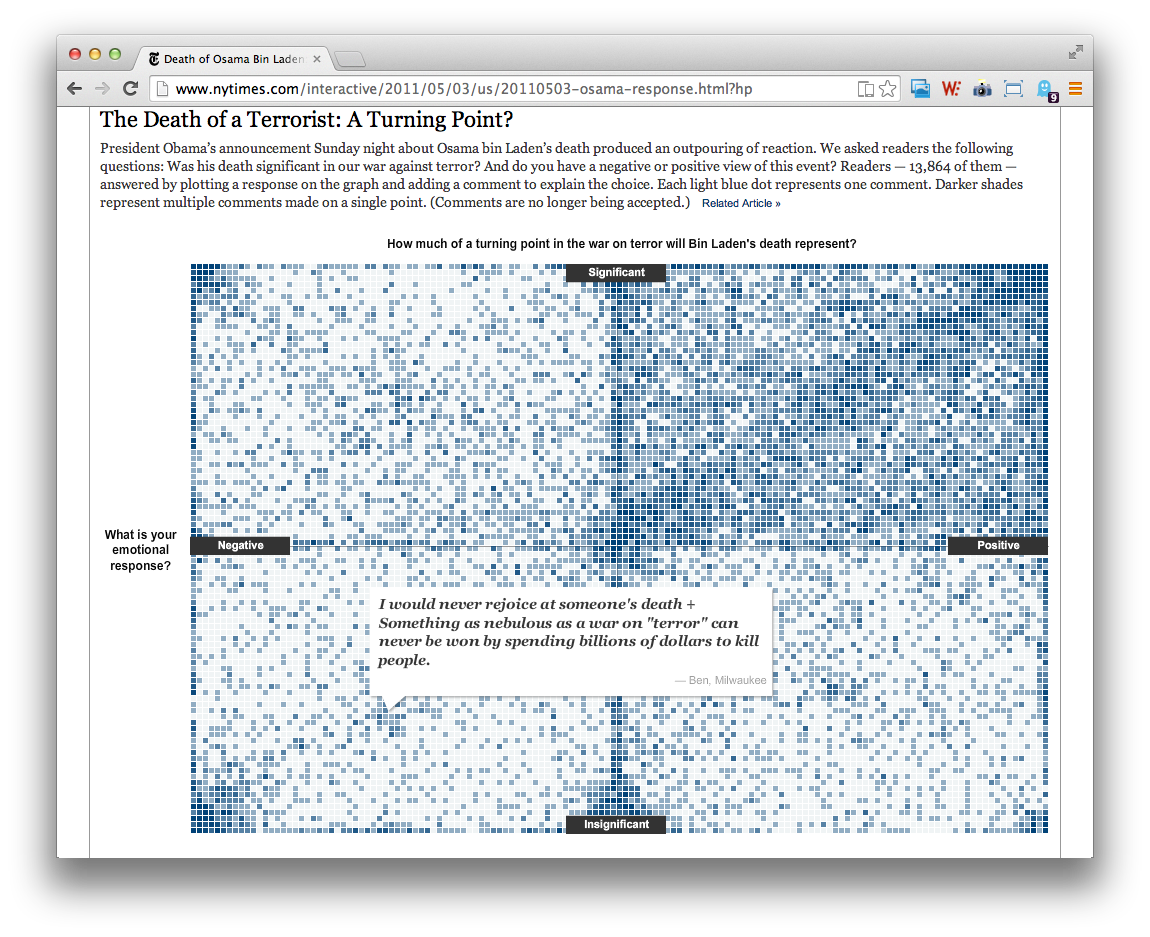 Death of Osama Bin Laden
www.nytimes.com/interactive/2011/05/03/us/20110503-osama-response.html?hp
W:
9
The Death of a Terrorist: A Turning Point?
President Obama’s announcement Sunday night about Osama bin Laden’s death produced an outpouring of reaction. We asked readers the following
questions: Was his death significant in our war against terror? And do you have a negative or positive view of this event? Readers — 13,864 of them —
answered by plotting a response on the graph and adding a comment to explain the choice. Each light blue dot represents one comment. Darker shades
represent multiple comments made on a single point. (Comments are no longer being accepted.) Related Article »
How much of a turning point in the war on terror will Bin Laden's death represent?
Significant
What is your
emotional
response?
Negative
Positive
I would never rejoice at someone's death +
Something as nebulous as a war on "terror" can
never be won by spending billions of dollars to kill
people.
— Ben, Milwaukee
Insignificant